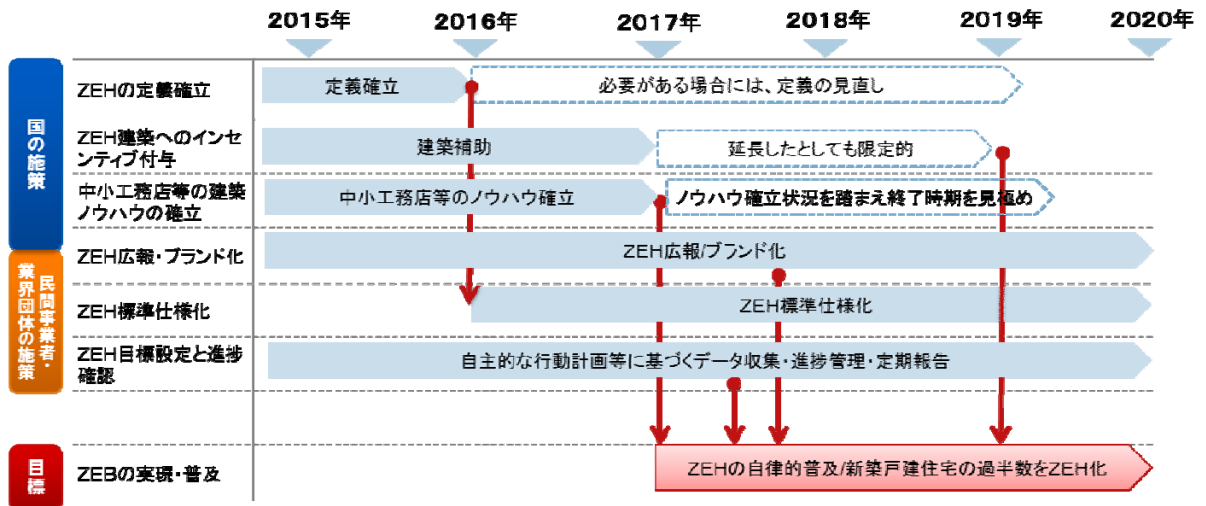 2015年 2016年 2017年 2018年 2019年 2020年
国の施策
ZEHの定義確立
定義確立
必要がある場合には、定義の見直し
ZEH建築へのインセ
ンティブ付与
建築補助
延長したとしても限定的
中小工務店等の建築
ノウハウの確立
中小工務店等のノウハウ確立
ノウハウ確立状況を踏まえ終了時期を見極め
ZEH広報・ブランド化
ZEH広報/ブランド化
民間事業者・
業界団体の施策
ZEH標準仕様化
ZEH標準仕様化
ZEH目標設定と進捗
確認
自主的な行動計画等に基づくデータ収集・進捗管理・定期報告
目標
ZEBの実現・普及
ZEHの自律的普及/新築戸建住宅の過半数をZEH化